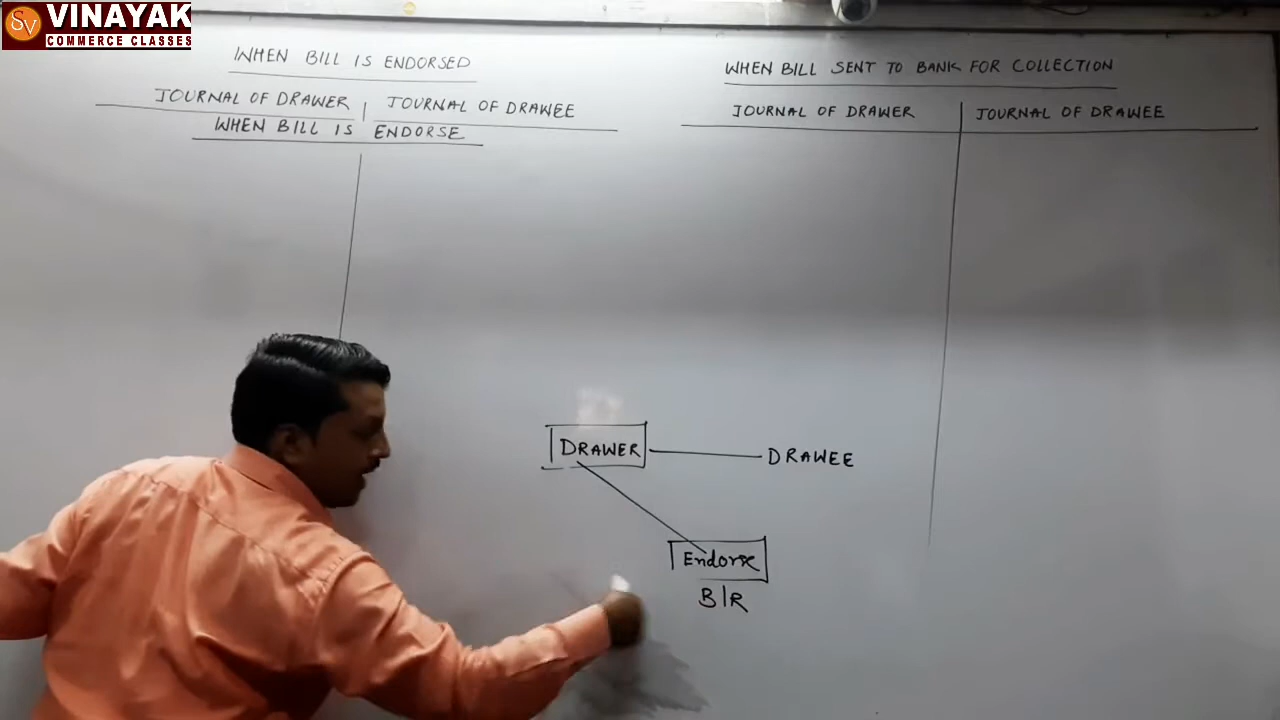 SV VINAYAK
COMMERCE CLASSES
WHEN BILL IS ENDORSED
JOURNAL OF DRAWER | JOURNAL OF DRAWEE
WHEN BILL IS ENDORSE
WHEN BILL SENT TO BANK FOR COLLECTION
JOURNAL OF DRAWER | JOURNAL OF DRAWEE
DRAWER
DRAWEE
Endorse
B/R